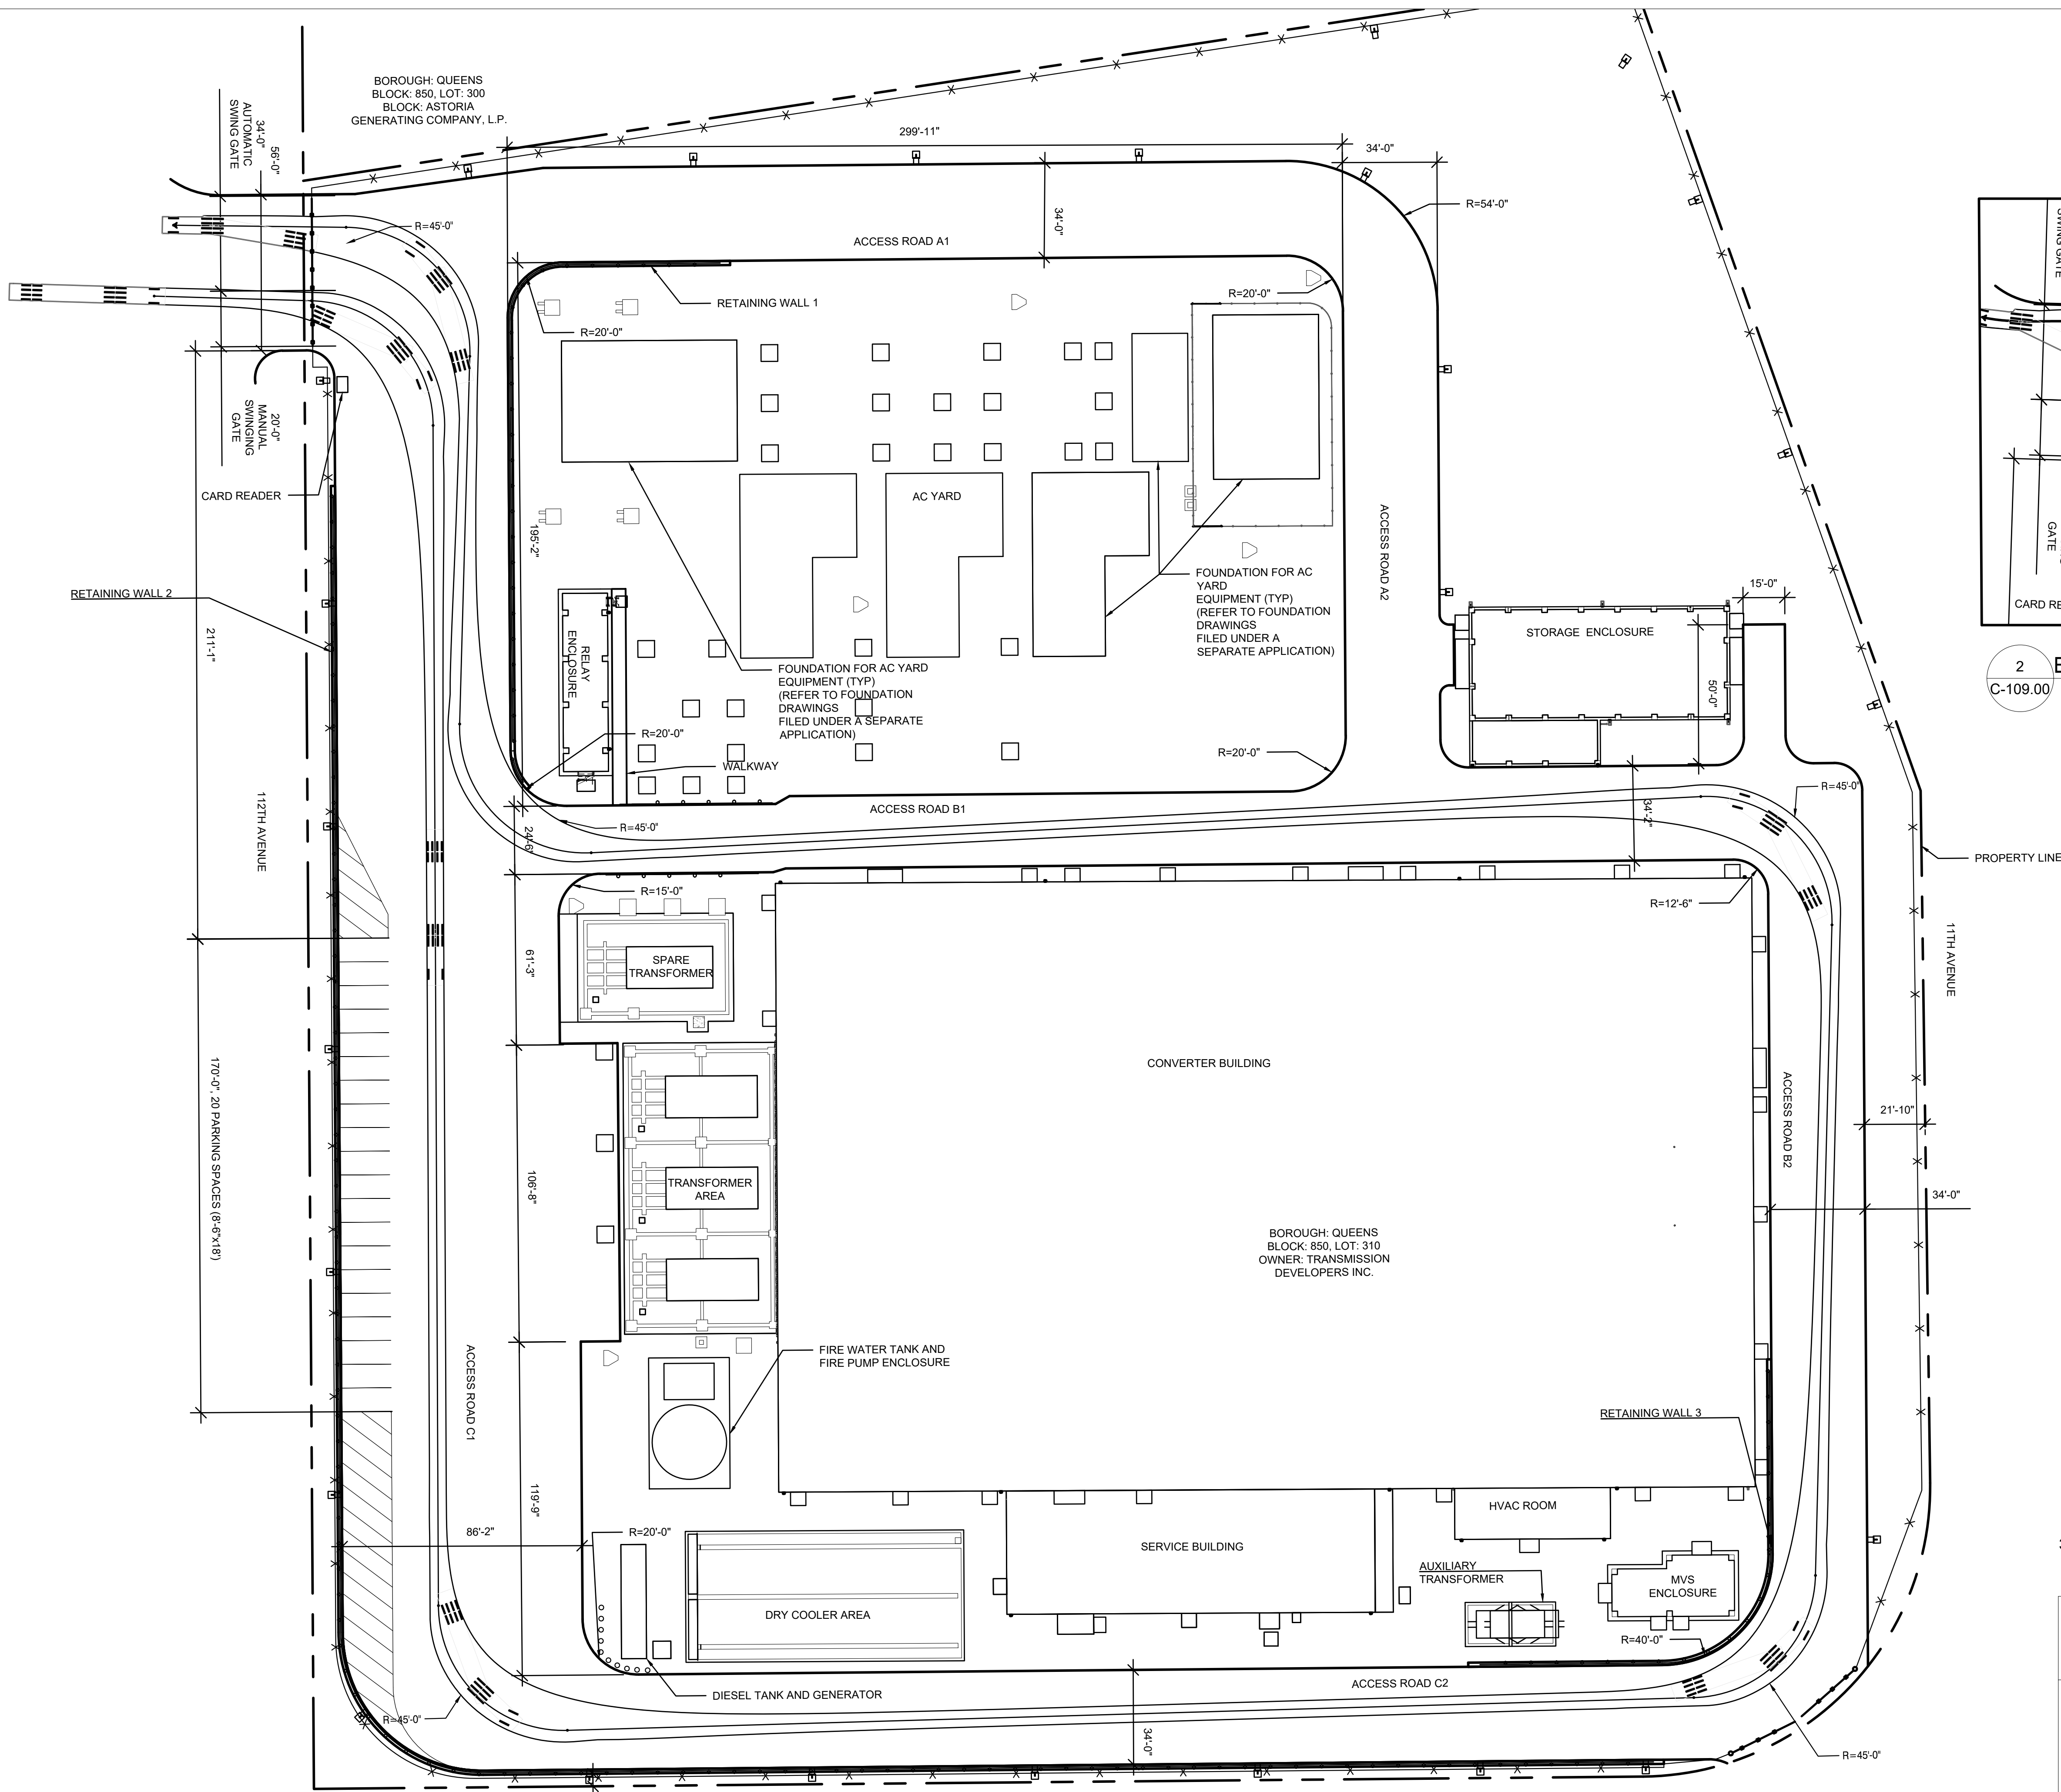 BOROUGH: QUEENS
BLOCK: 850, LOT: 300
BLOCK: ASTORIA
GENERATING COMPANY, L.P.
56'-0"
34'-0"
AUTOMATIC
SWING GATE
299'-11"
34'-0"
R=54'-0"
R=45'-0"
34'-0"
ACCESS ROAD A1
RETAINING WALL 1
R=20'-0"
R=20'-0"
20'-0"
MANUAL
SWINGING
GATE
CARD READER
AC YARD
195'-2"
ACCESS ROAD A2
FOUNDATION FOR AC
YARD
EQUIPMENT (TYP)
(REFER TO FOUNDATION
DRAWINGS
FILED UNDER A
SEPARATE APPLICATION)
15'-0"
STORAGE ENCLOSURE
50'-0"
RETAINING WALL 2
211'-1"
RELAY
ENCLOSURE
FOUNDATION FOR AC YARD
EQUIPMENT (TYP)
(REFER TO FOUNDATION
DRAWINGS
FILED UNDER A SEPARATE
APPLICATION)
R=20'-0"
WALKWAY
R=20'-0"
112TH AVENUE
ACCESS ROAD B1
R=45'-0"
24'-6"
34'-2"
R=45'-0"
PROPERTY LINE
R=15'-0"
R=12'-6"
61'-3"
SPARE
TRANSFORMER
11TH AVENUE
CONVERTER BUILDING
ACCESS ROAD B2
21'-10"
170'-0", 20 PARKING SPACES (8'-6"x18')
106'-8"
TRANSFORMER
AREA
34'-0"
BOROUGH: QUEENS
BLOCK: 850, LOT: 310
OWNER: TRANSMISSION
DEVELOPERS INC.
ACCESS ROAD C1
FIRE WATER TANK AND
FIRE PUMP ENCLOSURE
RETAINING WALL 3
119'-9"
86'-2"
R=20'-0"
HVAC ROOM
SERVICE BUILDING
AUXILIARY
TRANSFORMER
MVS
ENCLOSURE
DRY COOLER AREA
R=40'-0"
ACCESS ROAD C2
DIESEL TANK AND GENERATOR
R=45'-0"
34'-0"
R=45'-0"
SWING GATE
GATE
CARD RE
2
C-109.00